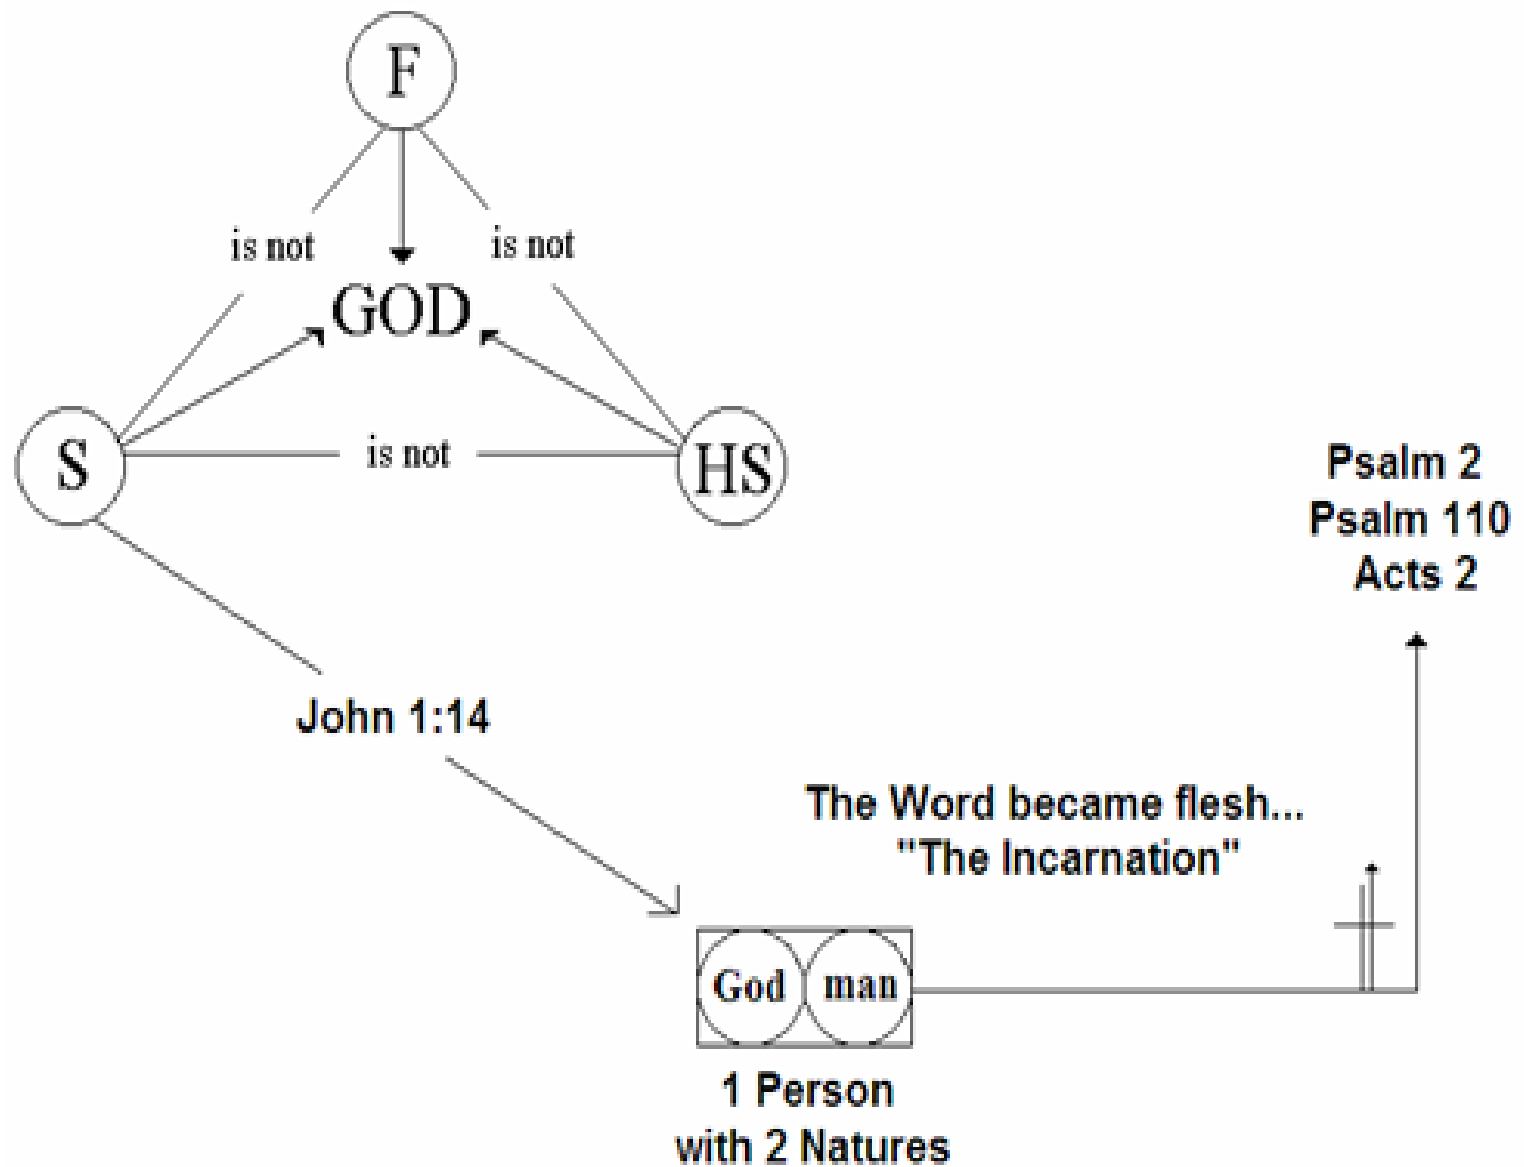 F
is not
is not
GOD
S
is not
HS
Psalm 2
Psalm 110
Acts 2
John 1:14
The Word became flesh...
"The Incarnation"
God
man
1 Person
with 2 Natures